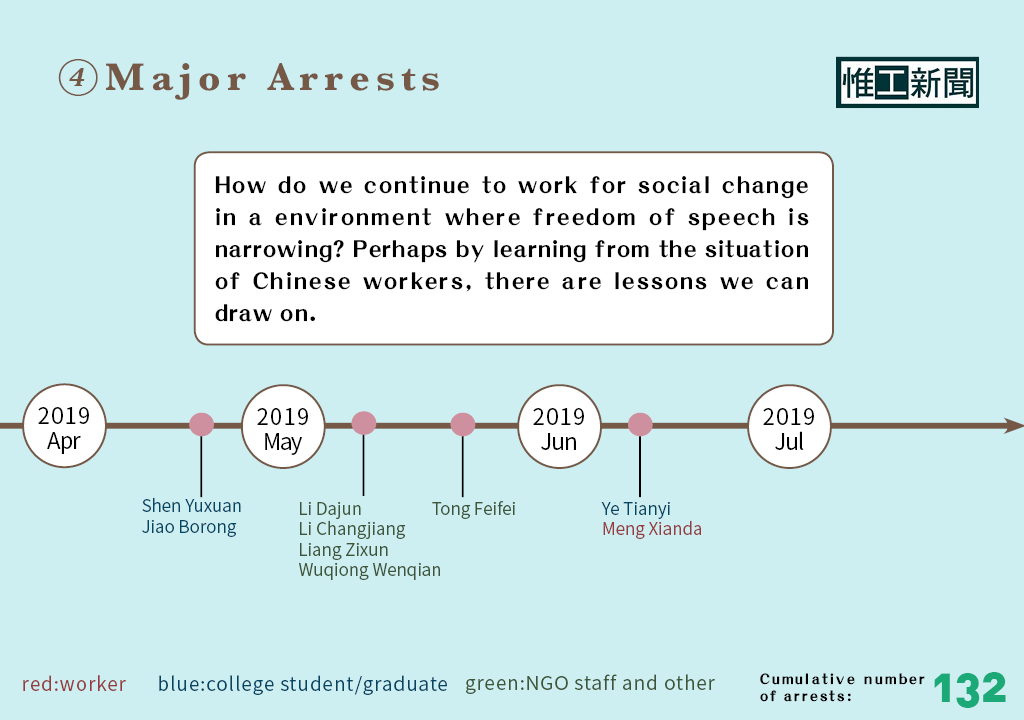 ④ Major Arrests
惟工新聞
How do we continue to work for social change
in a environment where freedom of speech is
narrowing? Perhaps by learning from the situation
of Chinese workers, there are lessons we can
draw on.
2019
Apr
2019
May
2019
Jun
2019
Jul
Shen Yuxuan
Jiao Borong
Li Dajun
Li Changjiang
Liang Zixun
Wuqiong Wenqian
Tong Feifei
Ye Tianyi
Meng Xianda
red:worker
blue:college student/graduate
green:NGO staff and other
Cumulative number
of arrests:
132